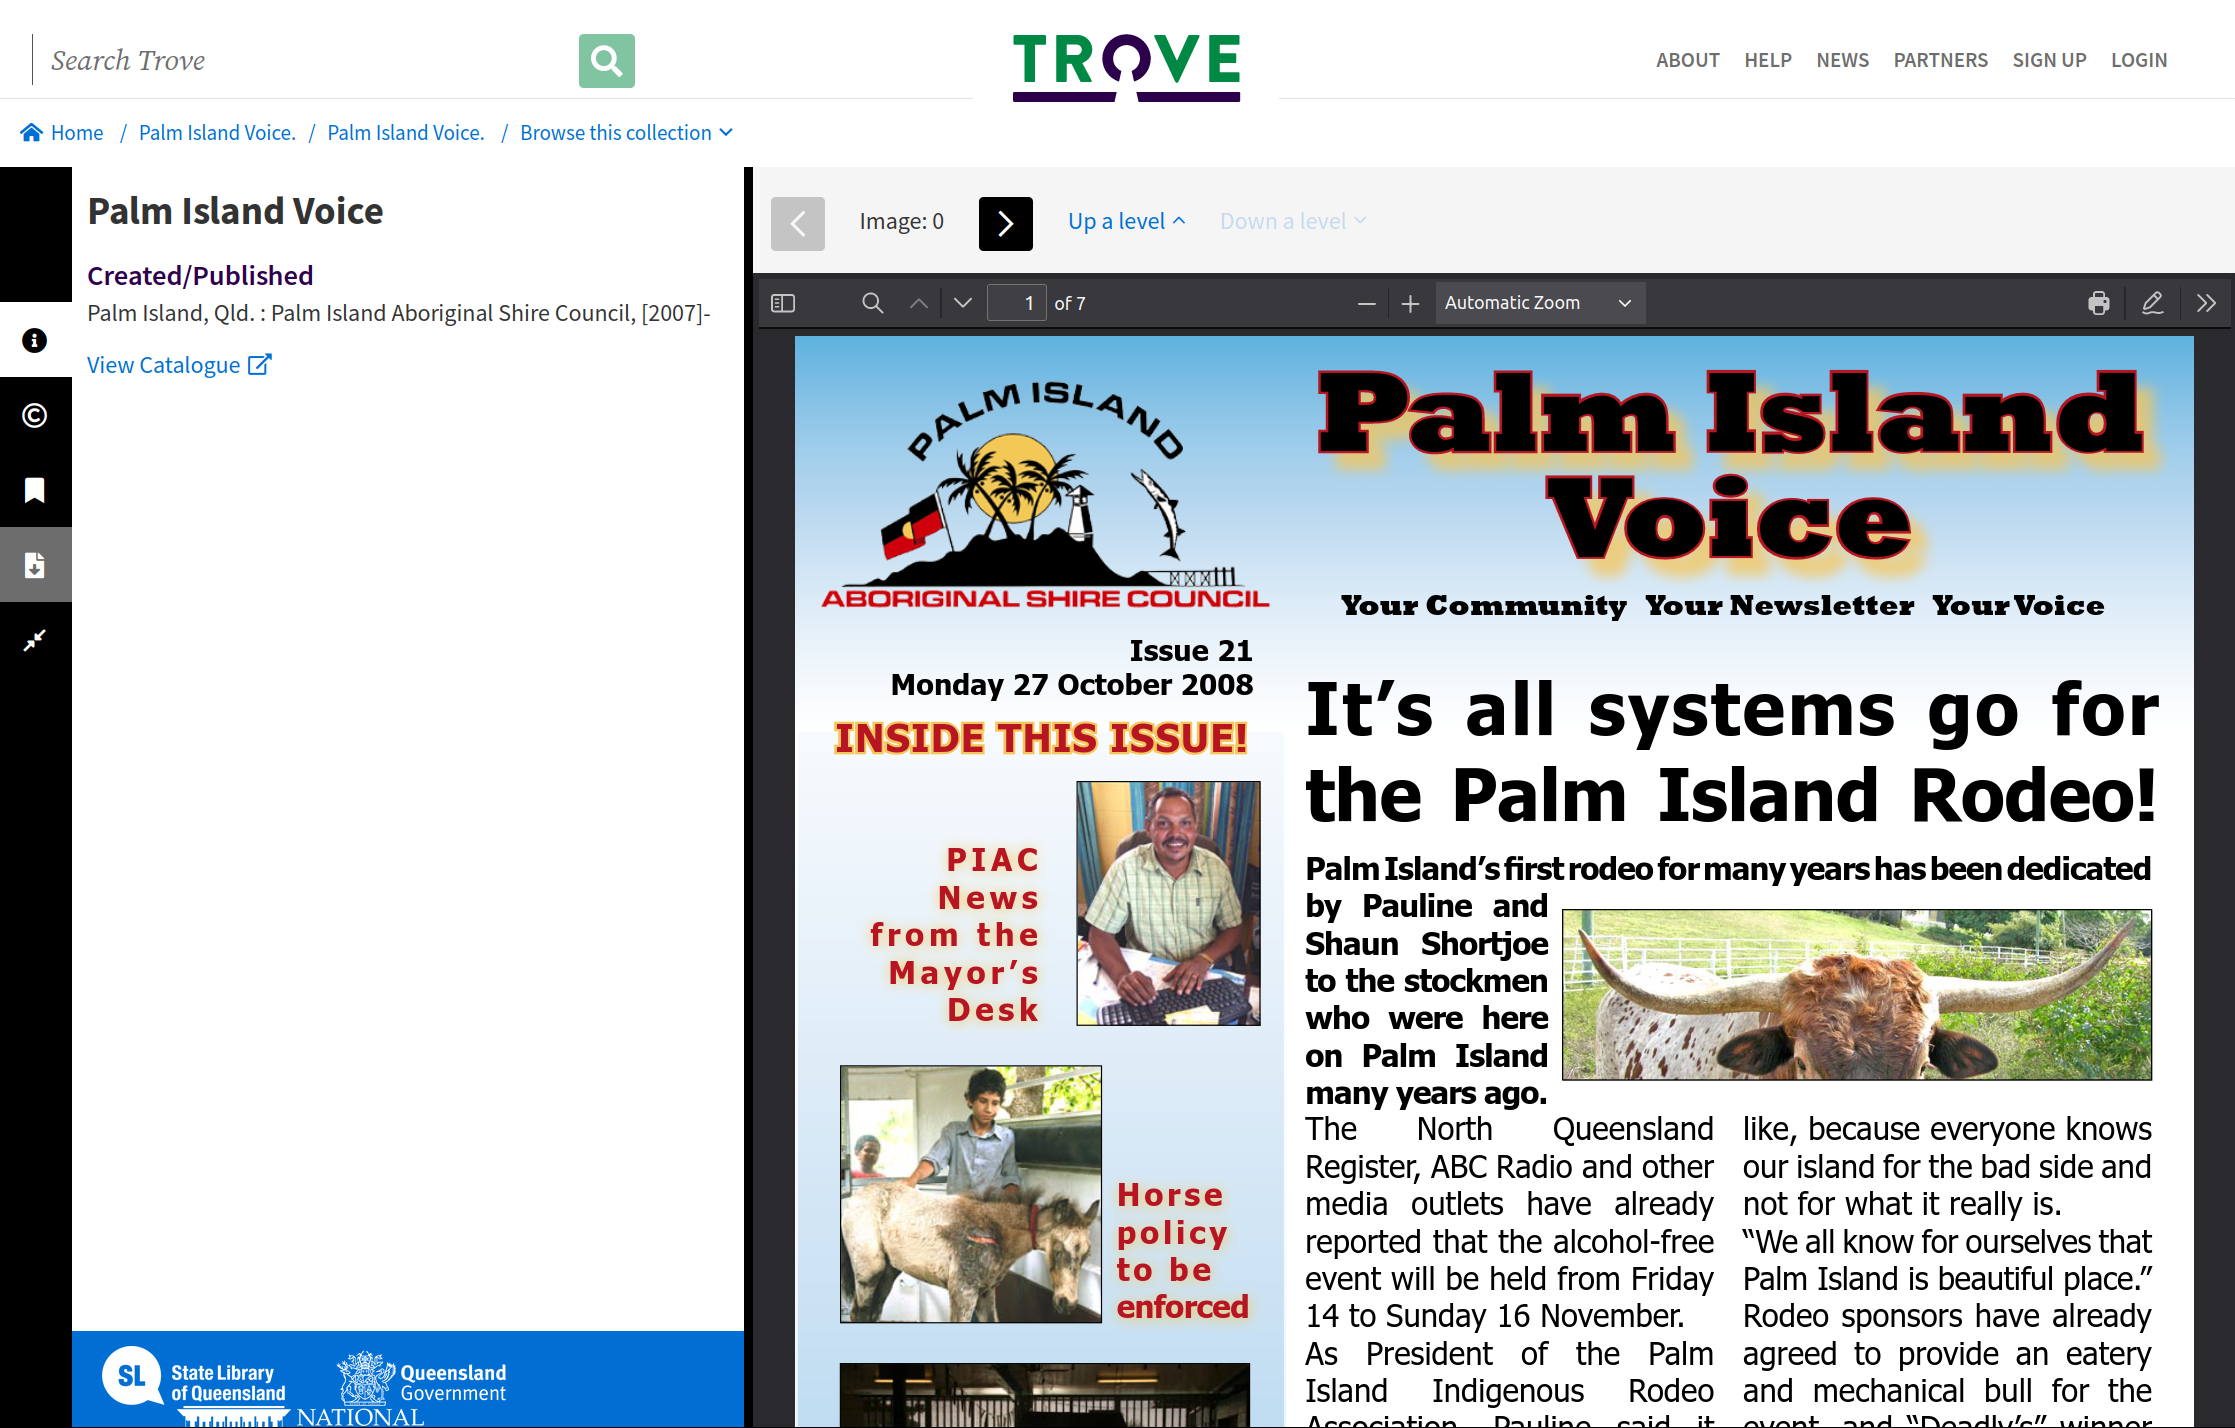 Search Trove
TROVE
ABOUT HELP NEWS PARTNERS SIGN UP LOGIN
Home / Palm Island Voice. / Palm Island Voice. / Browse this collection
Palm Island Voice
Created/Published
Palm Island, Qld. : Palm Island Aboriginal Shire Council, [2007]-
View Catalogue
SL State Library of Queensland
Queensland Government
NATIONAL
Image: 0
Up a level
Down a level
1 of 7
Automatic Zoom
PALM ISLAND
ABORIGINAL SHIRE COUNCIL
Palm Island
Voice
Your Community Your Newsletter Your Voice
Issue 21
Monday 27 October 2008
INSIDE THIS ISSUE!
PIAC
News
from the
Mayor's
Desk
Horse
policy
to be
enforced
It's all systems go for
the Palm Island Rodeo!
Palm Island's first rodeo for many years has been dedicated
by Pauline and
Shaun Shortjoe
to the stockmen
who were here
on Palm Island
many years ago.
The North Queensland
Register, ABC Radio and other
media outlets have already
reported that the alcohol-free
event will be held from Friday
14 to Sunday 16 November.
As President of the Palm
Island Indigenous Rodeo
Association, Pauline said it
like, because everyone knows
our island for the bad side and
not for what it really is.
“We all know for ourselves that
Palm Island is beautiful place.”
Rodeo sponsors have already
agreed to provide an eatery
and mechanical bull for the
event, and “Deadly's” winner